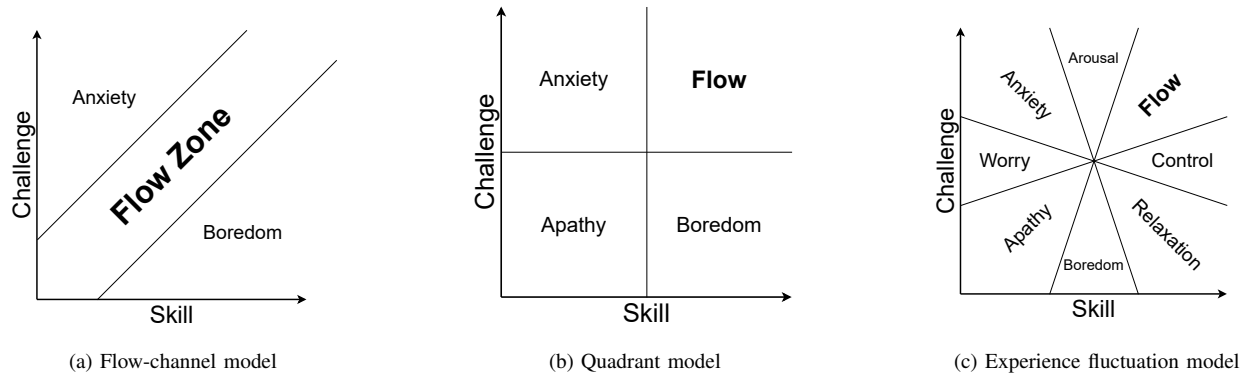 Challenge
Anxiety
Flow Zone
Boredom
Skill
(a) Flow-channel model
Challenge
Anxiety
Flow
Apathy
Boredom
Skill
(b) Quadrant model
Challenge
Arousal
Anxiety
Flow
Worry
Control
Apathy
Relaxation
Boredom
Skill
(c) Experience fluctuation model